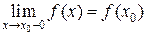 lim f(x) = f(x₀)
x→x₀−0